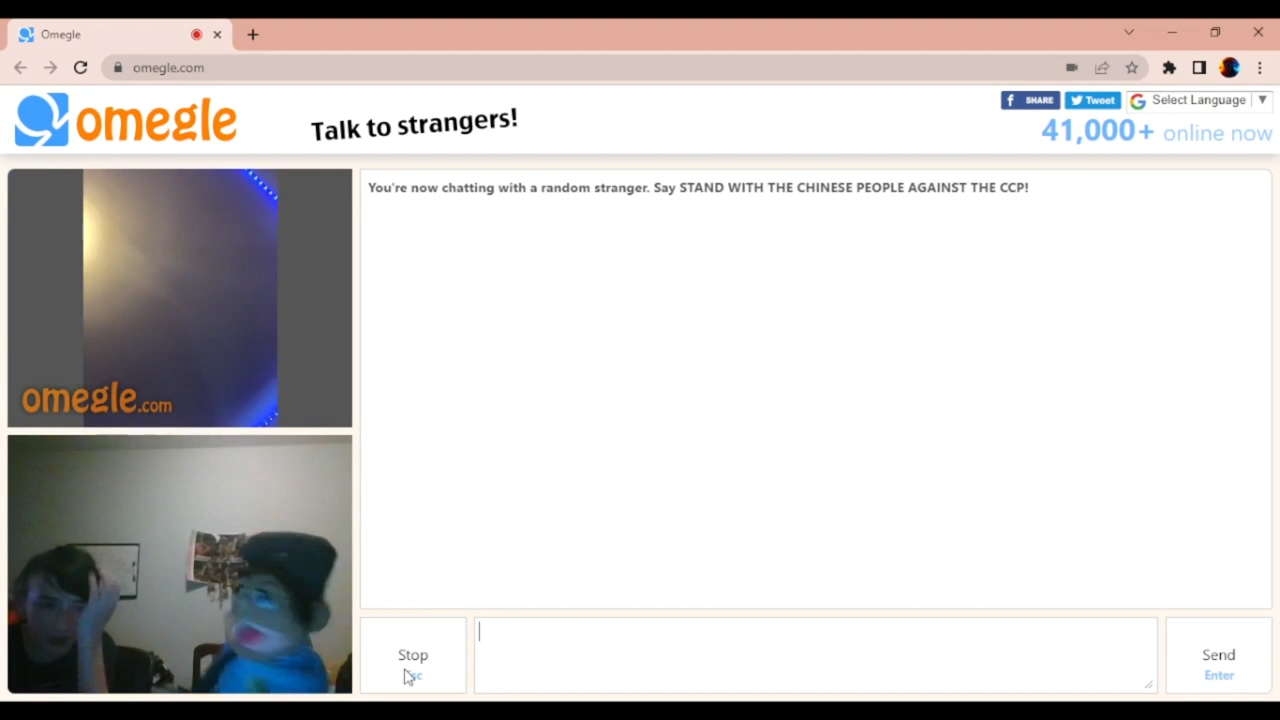 Omegle
omegle.com
omegle
Talk to strangers!
SHARE
Tweet
Select Language
41,000+ online now
You're now chatting with a random stranger. Say STAND WITH THE CHINESE PEOPLE AGAINST THE CCP!
omegle.com
Stop
Send
Enter